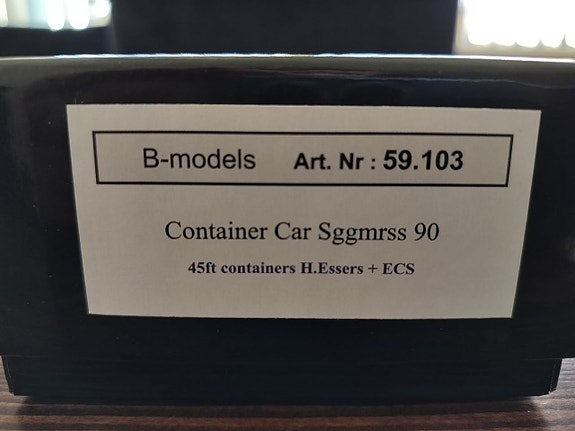 B-models Art. Nr : 59.103
Container Car Sggmrss 90
45ft containers H.Essers + ECS